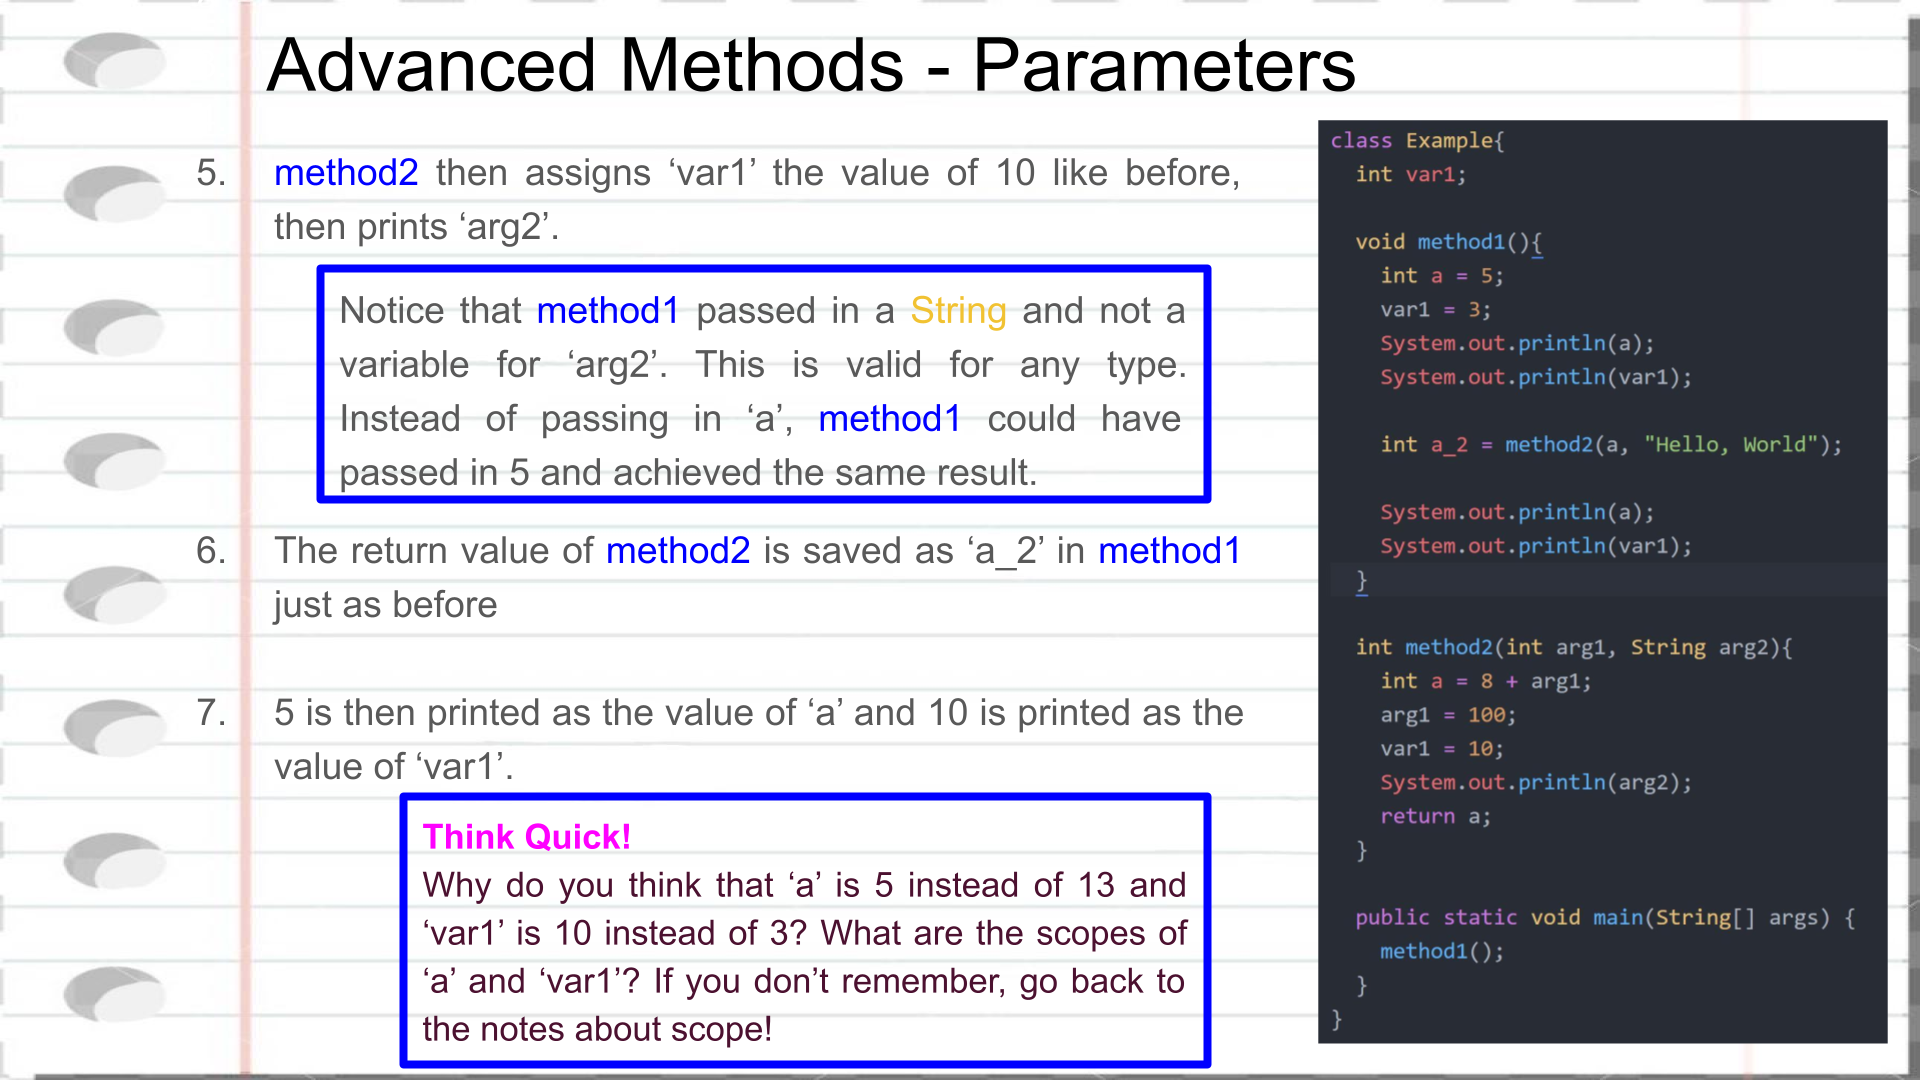 Advanced Methods - Parameters
5. method2 then assigns ‘var1’ the value of 10 like before,
then prints ‘arg2’.
Notice that method1 passed in a String and not a
variable for ‘arg2’. This is valid for any type.
Instead of passing in ‘a’, method1 could have
passed in 5 and achieved the same result.
6. The return value of method2 is saved as ‘a_2’ in method1
just as before
7. 5 is then printed as the value of ‘a’ and 10 is printed as the
value of ‘var1’.
Think Quick!
Why do you think that ‘a’ is 5 instead of 13 and
‘var1’ is 10 instead of 3? What are the scopes of
‘a’ and ‘var1’? If you don’t remember, go back to
the notes about scope!
class Example{
int var1;
void method1(){
int a = 5;
var1 = 3;
System.out.println(a);
System.out.println(var1);
int a_2 = method2(a, "Hello, World");
System.out.println(a);
System.out.println(var1);
}
int method2(int arg1, String arg2){
int a = 8 + arg1;
arg1 = 100;
var1 = 10;
System.out.println(arg2);
return a;
}
public static void main(String[] args) {
method1();
}
}